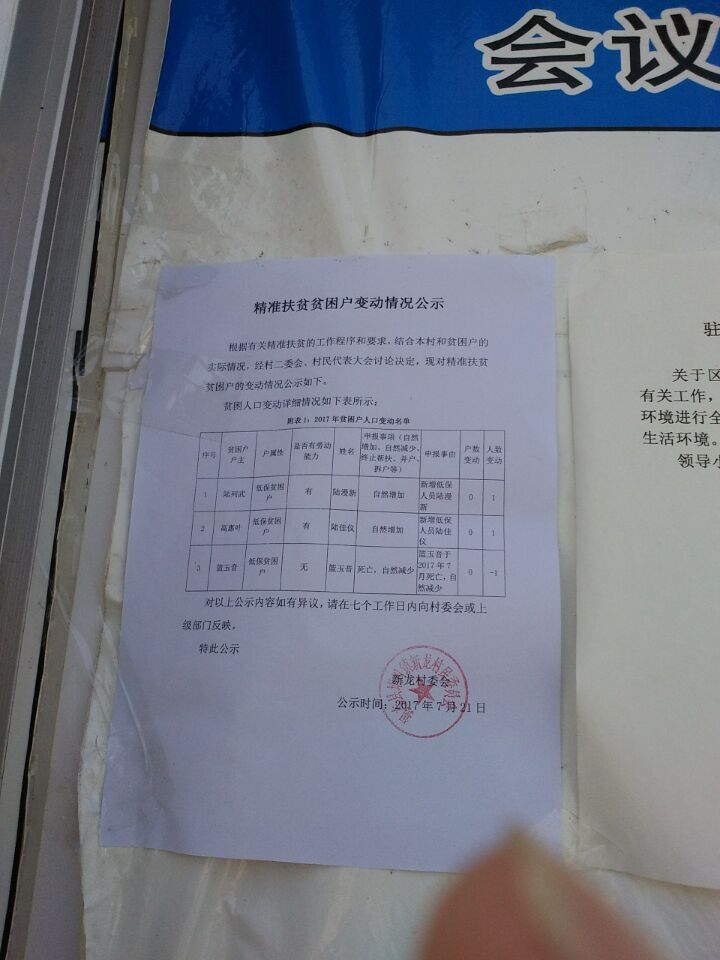 会议
精准扶贫贫困户变动情况公示
根据有关精准扶贫的工作程序和要求，结合本村和贫困户的
实际情况，经村二委会、村民代表大会讨论决定，现对精准扶贫
贫困户的变动情况公示如下。
贫困人口变动详细情况如下表所示：
附表1：2017年贫困户人口变动名单
序号 贫困户户主 户属性 是否有劳动能力 姓名 申报事项（自然增加、自然减少、终止帮扶、并户、拆户等） 申报事由 户数变动 人数变动
1 陆 武 低保贫困户 有 陆漫新 自然增加 新增低保人员陆漫新 0 1
2 高惠叶 低保贫困户 有 陆佳仪 自然增加 新增低保人员陆佳仪 0 1
3 篮玉音 低保贫困户 无 篮玉音 死亡，自然减少 篮玉音于2017年7月死亡，自然减少 0 -1
对以上公示内容如有异议，请在七个工作日内向村委会或上
级部门反映。
特此公示
新龙村委会
公示时间：2017年7月21日
新龙村民委员会
驻
关于区
有关工作，
环境进行全
生活环境。
领导小